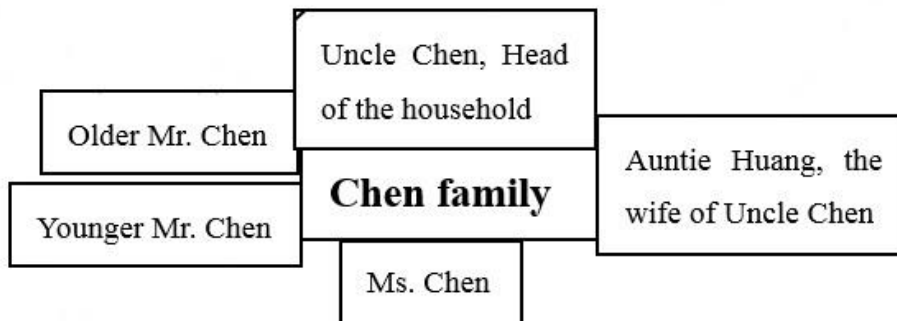 Uncle Chen, Head
of the household
Older Mr. Chen
Chen family
Auntie Huang, the
wife of Uncle Chen
Younger Mr. Chen
Ms. Chen